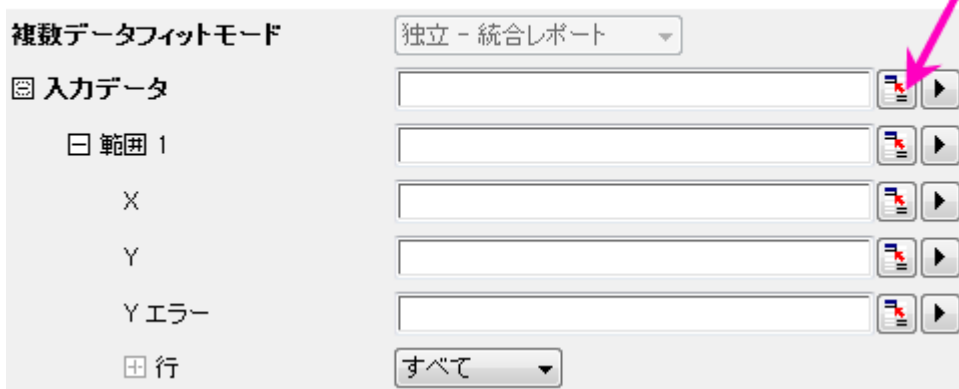 複数データフィットモード 独立 - 統合レポート
入力データ
範囲 1
X
Y
Y エラー
行 すべて